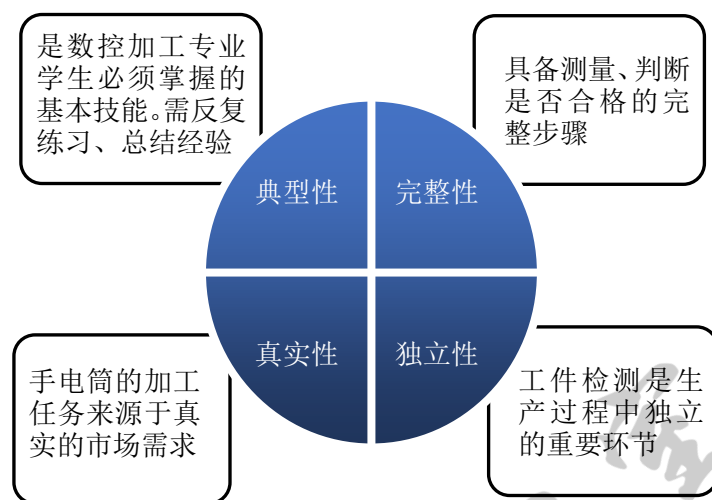 是数控加工专业
学生必须掌握的
基本技能。需反复
练习、总结经验
具备测量、判断
是否合格的完
整步骤
典型性
完整性
真实性
独立性
手电筒的加工
任务来源于真
实的市场需求
工件检测是生
产过程中独立
的重要环节